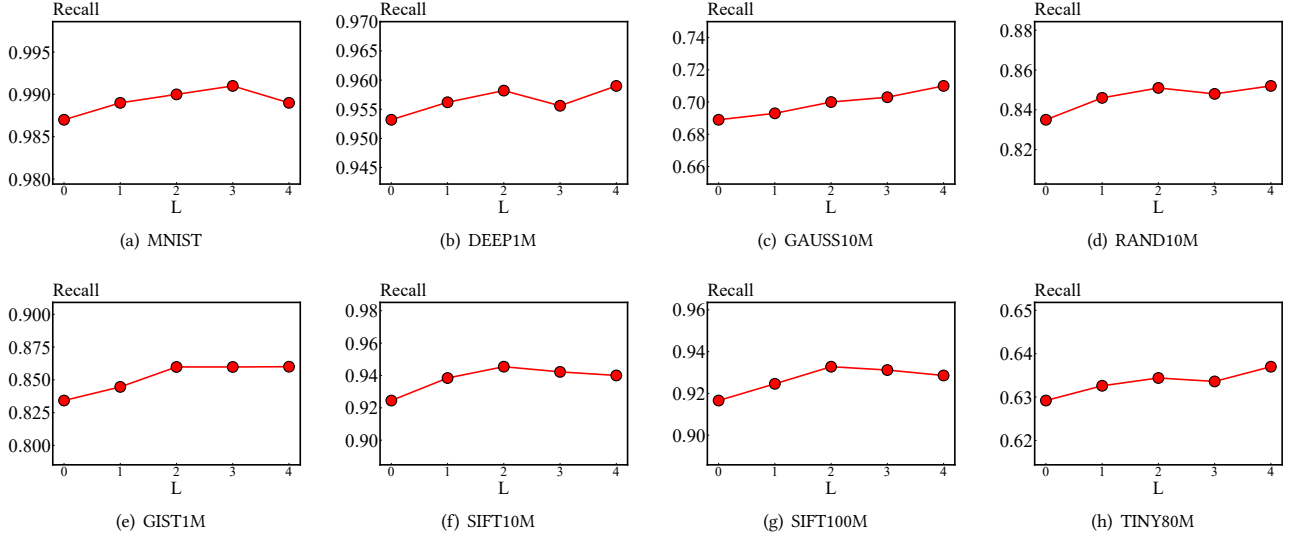 Recall
0.995
0.990
0.985
0.980
0 1 2 3 4
L
(a) MNIST
Recall
0.970
0.965
0.960
0.955
0.950
0.945
0 1 2 3 4
L
(b) DEEP1M
Recall
0.74
0.72
0.70
0.68
0.66
0 1 2 3 4
L
(c) GAUSS10M
Recall
0.88
0.86
0.84
0.82
0 1 2 3 4
L
(d) RAND10M
Recall
0.900
0.875
0.850
0.825
0.800
0 1 2 3 4
L
(e) GIST1M
Recall
0.98
0.96
0.94
0.92
0.90
0 1 2 3 4
L
(f) SIFT10M
Recall
0.96
0.94
0.92
0.90
0 1 2 3 4
L
(g) SIFT100M
Recall
0.65
0.64
0.63
0.62
0 1 2 3 4
L
(h) TINY80M